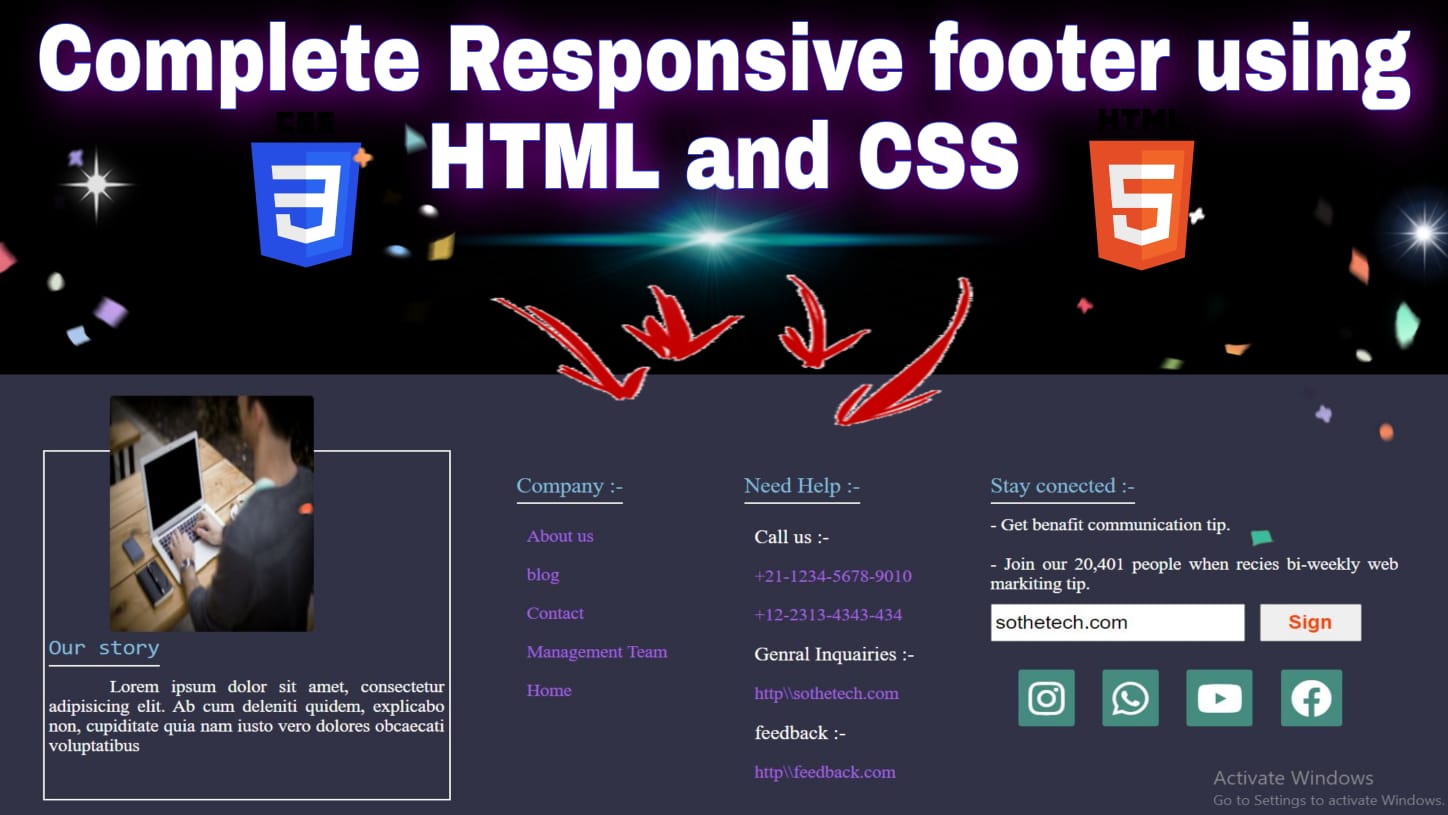 Complete Responsive footer using
HTML and CSS
CSS
HTML
Our story
Lorem ipsum dolor sit amet, consectetur
adipisicing elit. Ab cum deleniti quidem, explicabo
non, cupiditate quia nam iusto vero dolores obcaecati
voluptatibus
Company :-
About us
blog
Contact
Management Team
Home
Need Help :-
Call us :-
+21-1234-5678-9010
+12-2313-4343-434
Genral Inquairies :-
http\\sothetech.com
feedback :-
http\\feedback.com
Stay conected :-
- Get benafit communication tip.
- Join our 20,401 people when recies bi-weekly web
markiting tip.
sothetech.com
Sign
Activate Windows
Go to Settings to activate Windows.